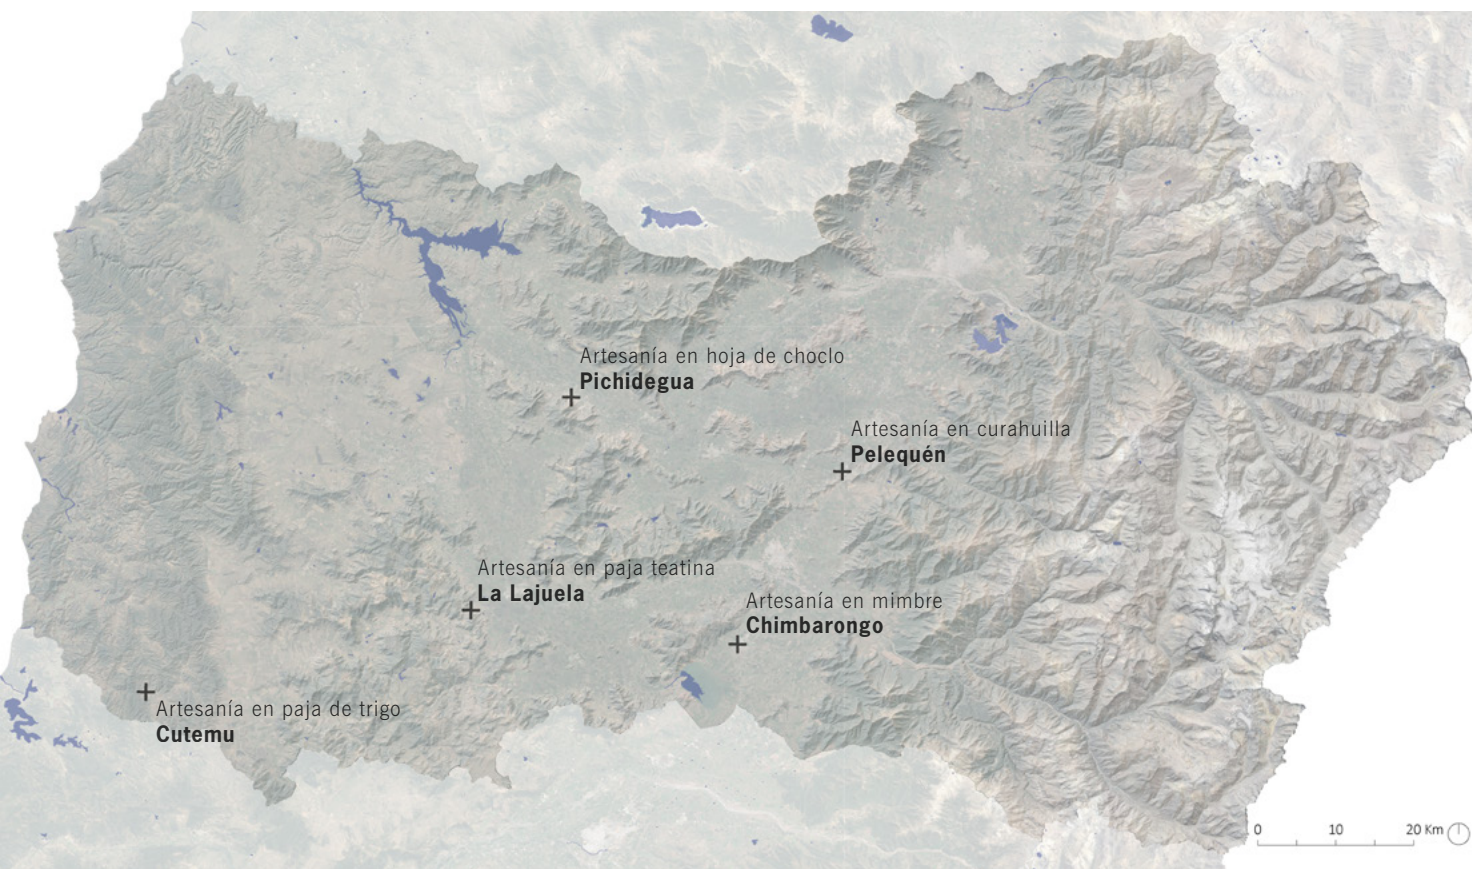 Artesanía en hoja de choclo
Pichidegua
Artesanía en curahuilla
Pelequén
Artesanía en paja teatina
La Lajuela
Artesanía en mimbre
Chimbarongo
Artesanía en paja de trigo
Cutemu
0 10 20 Km